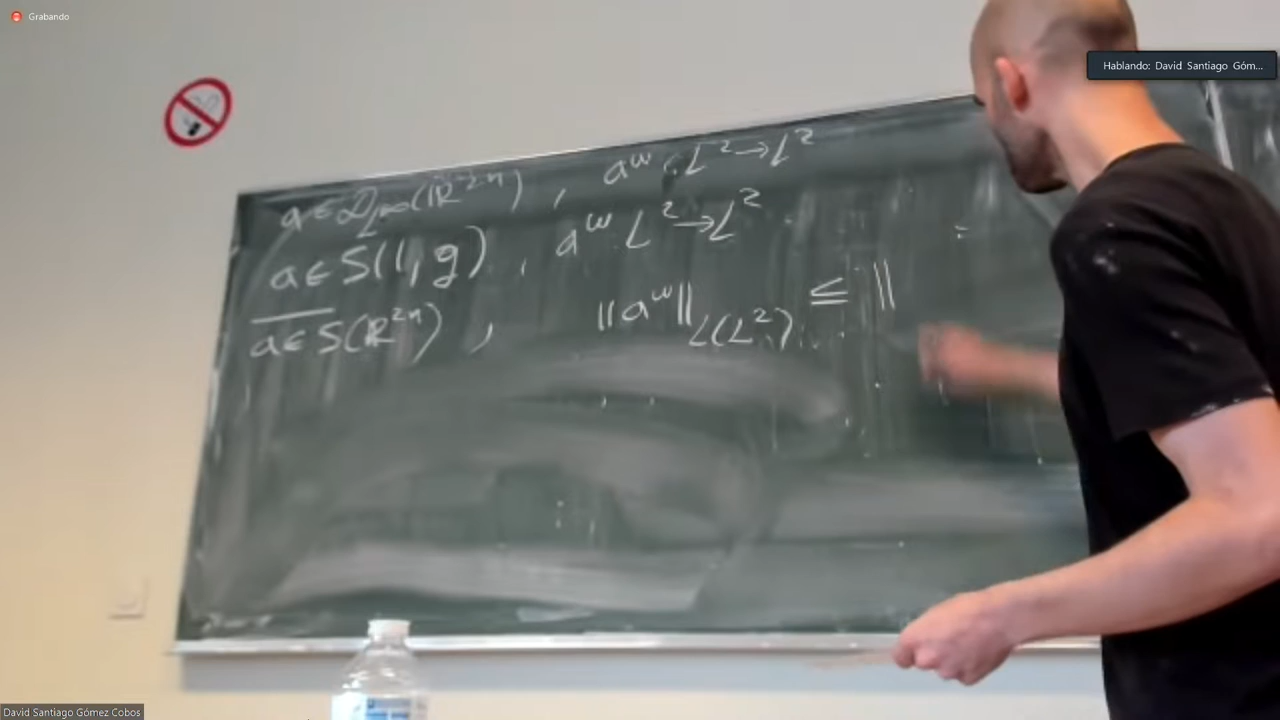 Grabando
Hablando: David Santiago Góm...
a ∈ 𝒟_{L^∞}(ℝ^{2n}) , a^w : L^2 → L^2
a ∈ S(1, g) , a^w L^2 → L^2
a ∈ S(ℝ^{2n}) , ||a^w||_{L(L^2)} ≤ ||
David Santiago Gómez Cobos